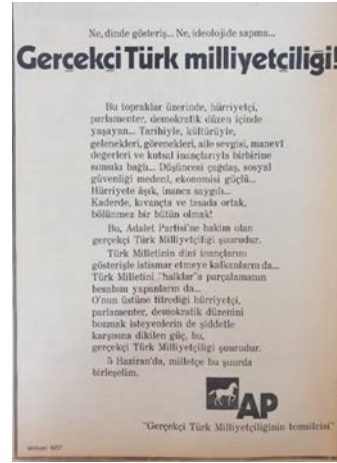 Ne, dinde gösteriş... Ne, ideolojide sapma...
Gerçekçi Türk milliyetçiliği!
Bu topraklar üzerinde, hürriyetçi,
parlamenter, demokratik düzen içinde
yaşayan... Tarihiyle, kültürüyle,
gelenekleri, görenekleri, aile sevgisi, manevî
değerleri ve kutsal inançlarıyla birbirine
sımsıkı bağlı... Düşüncesi çağdaş, sosyal
güvenliği medenî, ekonomisi güçlü...
Hürriyete âşık, inanca saygılı...
Kaderde, kıvançta ve tasada ortak,
bölünmez bir bütün olmak!
Bu, Adalet Partisi'ne hakim olan
gerçekçi Türk Milliyetçiliği şuurudur.
Türk Milletinin dinî inançlarını
gösterişle istismar etmeye kalkanların da...
Türk Milletini, "halklar"a parçalamanın
hesabını yapanların da...
O'nun üstüne titrediği hürriyetçi,
parlamenter, demokratik düzenini
bozmak isteyenlerin de şiddetle
karşısına dikilen güç, bu,
gerçekçi Türk Milliyetçiliği şuurudur.
5 Haziran'da, milletçe bu şuurda
birleşelim.
AP
"Gerçekçi Türk Milliyetçiliğinin temsilcisi"